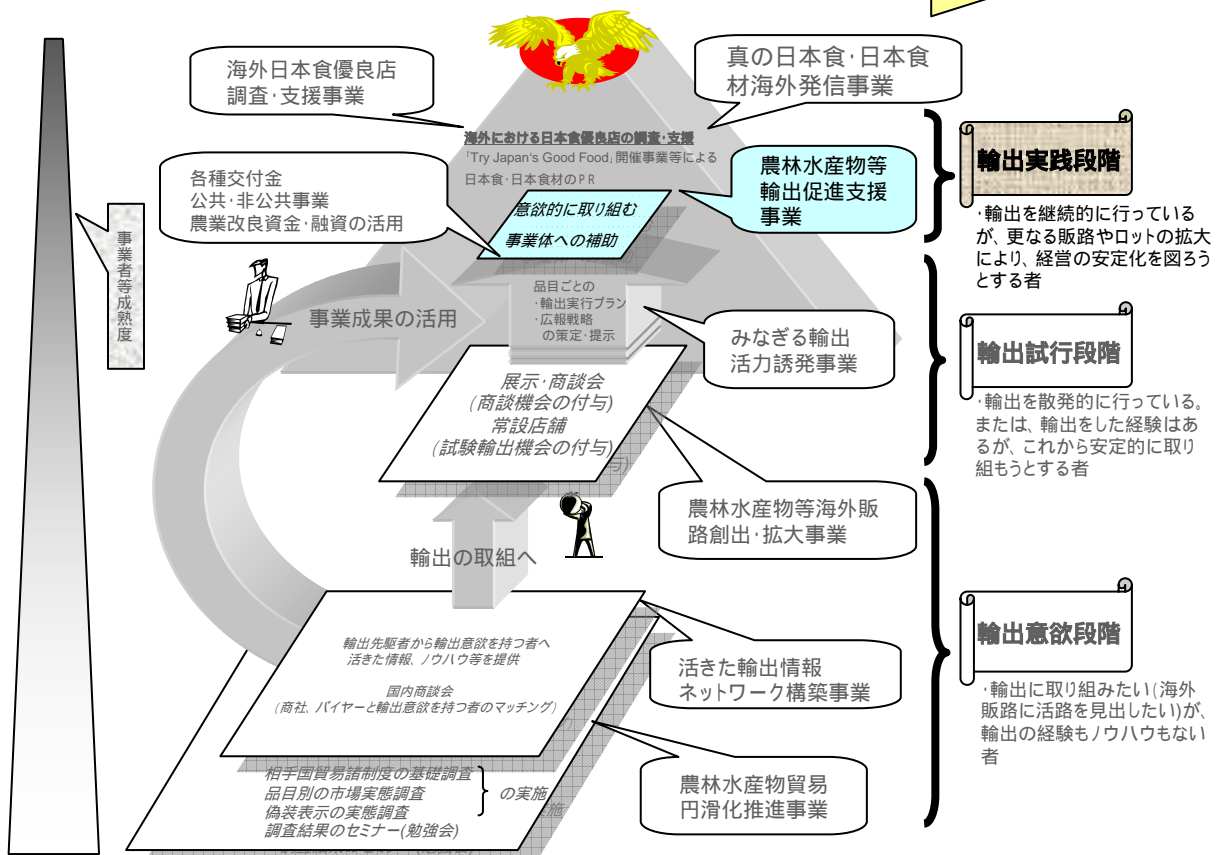 海外日本食優良店
調査・支援事業
真の日本食・日本食
材海外発信事業
海外における日本食優良店の調査・支援
「Try Japan's Good Food」開催事業等による
日本食・日本食材のPR
各種交付金
公共・非公共事業
農業改良資金・融資の活用
意欲的に取り組む
事業体への補助
農林水産物等
輸出促進支援
事業
輸出実践段階
・輸出を継続的に行っている
が、更なる販路やロットの拡大
により、経営の安定化を図ろう
とする者
事業者等成熟度
事業成果の活用
品目ごとの
・輸出実行プラン
・広報戦略
の策定・提示
みなぎる輸出
活力誘発事業
輸出試行段階
・輸出を散発的に行っている。
または、輸出をした経験はあ
るが、これから安定的に取り
組もうとする者
展示・商談会
(商談機会の付与)
常設店舗
(試験輸出機会の付与)
農林水産物等海外販
路創出・拡大事業
輸出の取組へ
輸出先駆者から輸出意欲を持つ者へ
活きた情報、ノウハウ等を提供
国内商談会
(商社、バイヤーと輸出意欲を持つ者のマッチング)
活きた輸出情報
ネットワーク構築事業
輸出意欲段階
・輸出に取り組みたい(海外
販路に活路を見出したい)が、
輸出の経験もノウハウもない
者
相手国貿易諸制度の基礎調査
品目別の市場実態調査
偽装表示の実態調査
の実施
調査結果のセミナー(勉強会)
農林水産物貿易
円滑化推進事業